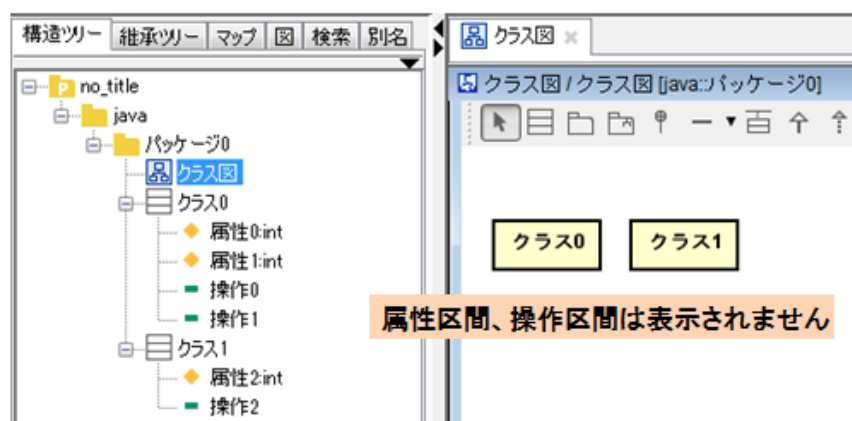 構造ツリー 継承ツリー マップ 図 検索 別名
no_title
java
パッケージ0
クラス図
クラス0
属性0:int
属性1:int
操作0
操作1
クラス1
属性2:int
操作2
クラス図
クラス図 / クラス図 [java::パッケージ0]
クラス0 クラス1
属性区間、操作区間は表示されません